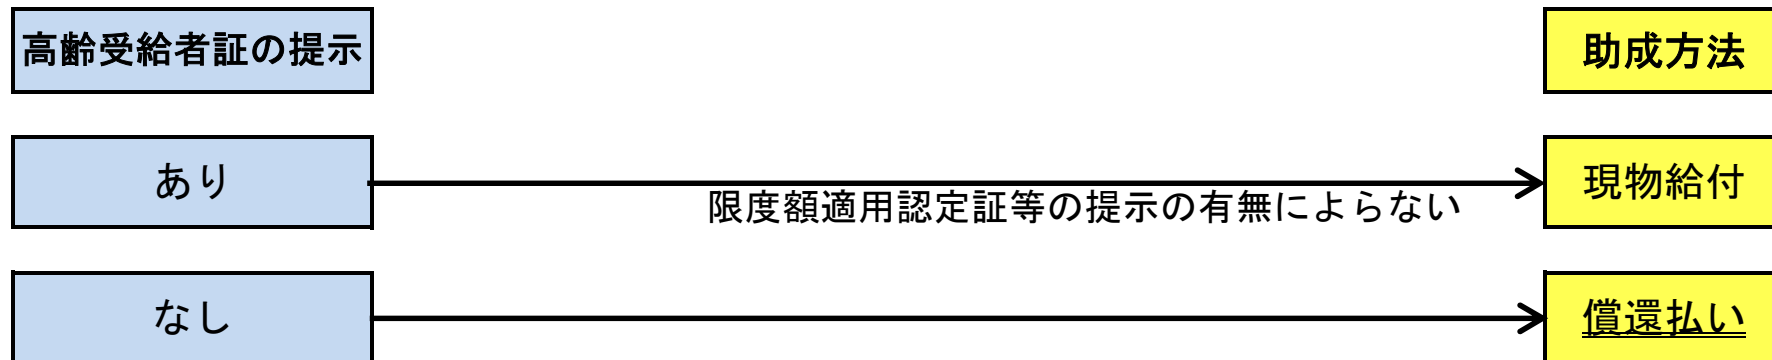 高齢受給者証の提示
助成方法
あり
現物給付
限度額適用認定証等の提示の有無によらない
なし
償還払い